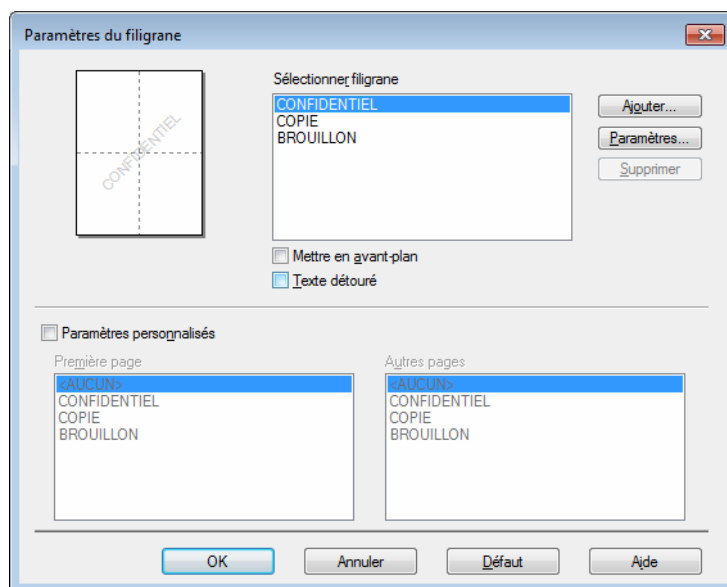 Paramètres du filigrane
CONFIDENTIEL
Sélectionner filigrane
CONFIDENTIEL
COPIE
BROUILLON
Ajouter...
Paramètres...
Supprimer
Mettre en avant-plan
Texte détouré
Paramètres personnalisés
Première page
<AUCUN>
CONFIDENTIEL
COPIE
BROUILLON
Autres pages
<AUCUN>
CONFIDENTIEL
COPIE
BROUILLON
OK
Annuler
Défaut
Aide